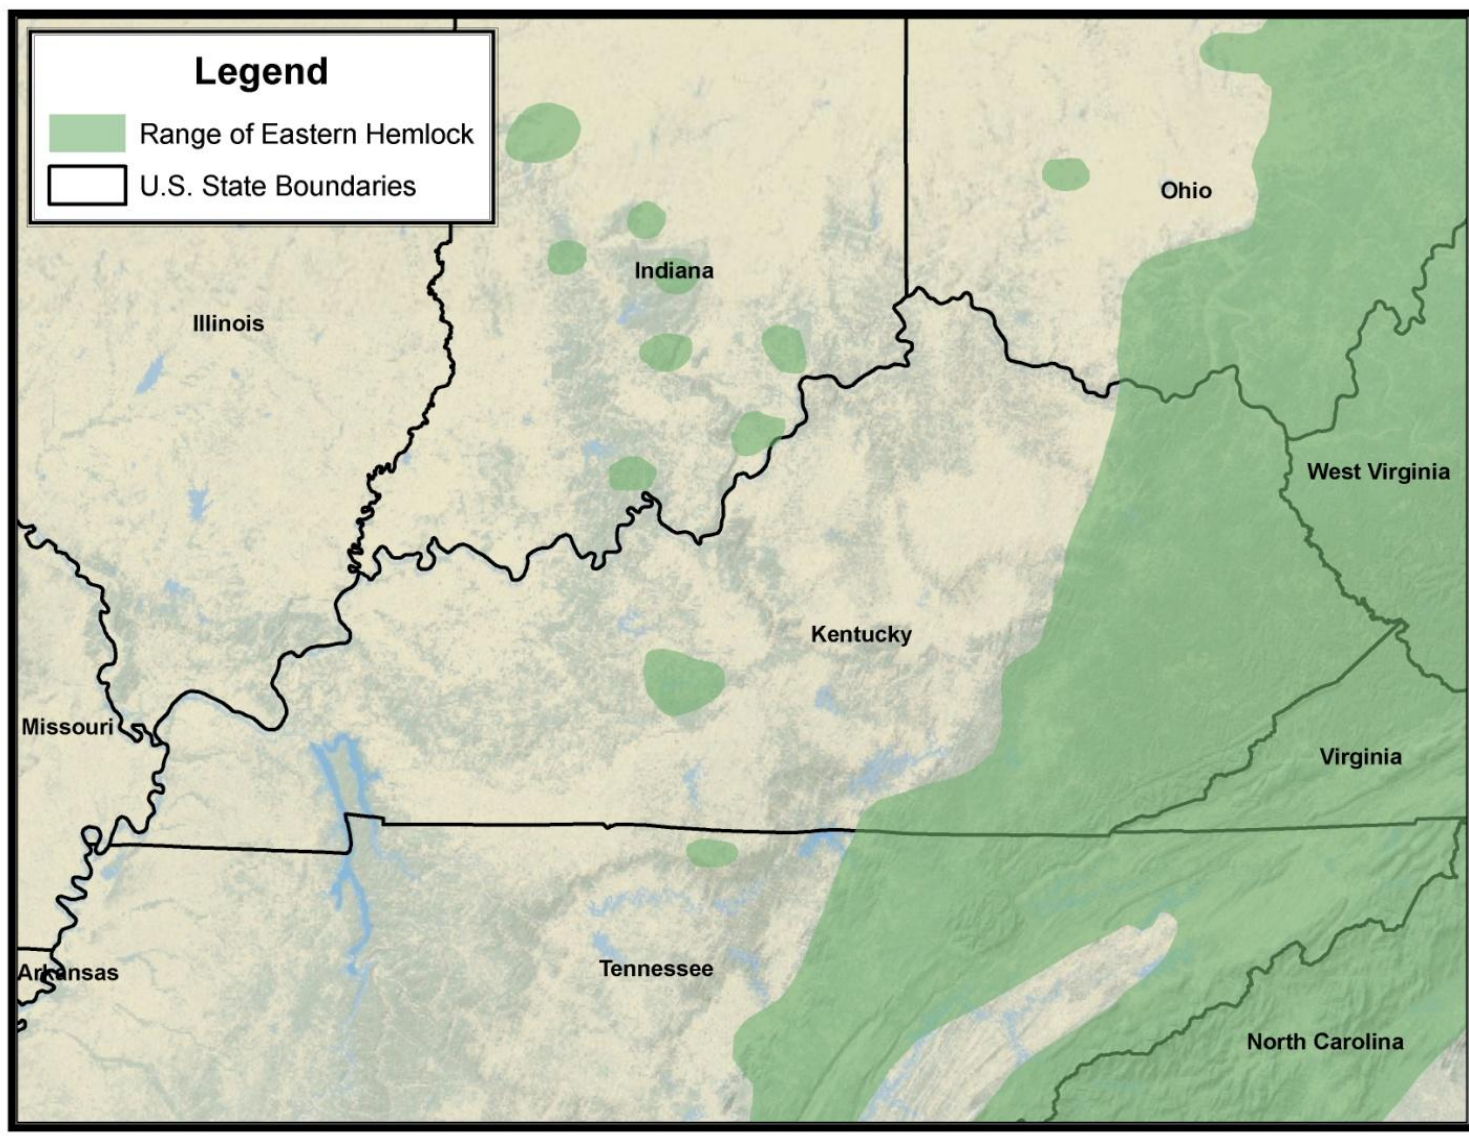 Legend
Range of Eastern Hemlock
U.S. State Boundaries
Ohio
Indiana
Illinois
West Virginia
Kentucky
Missouri
Virginia
Arkansas
Tennessee
North Carolina